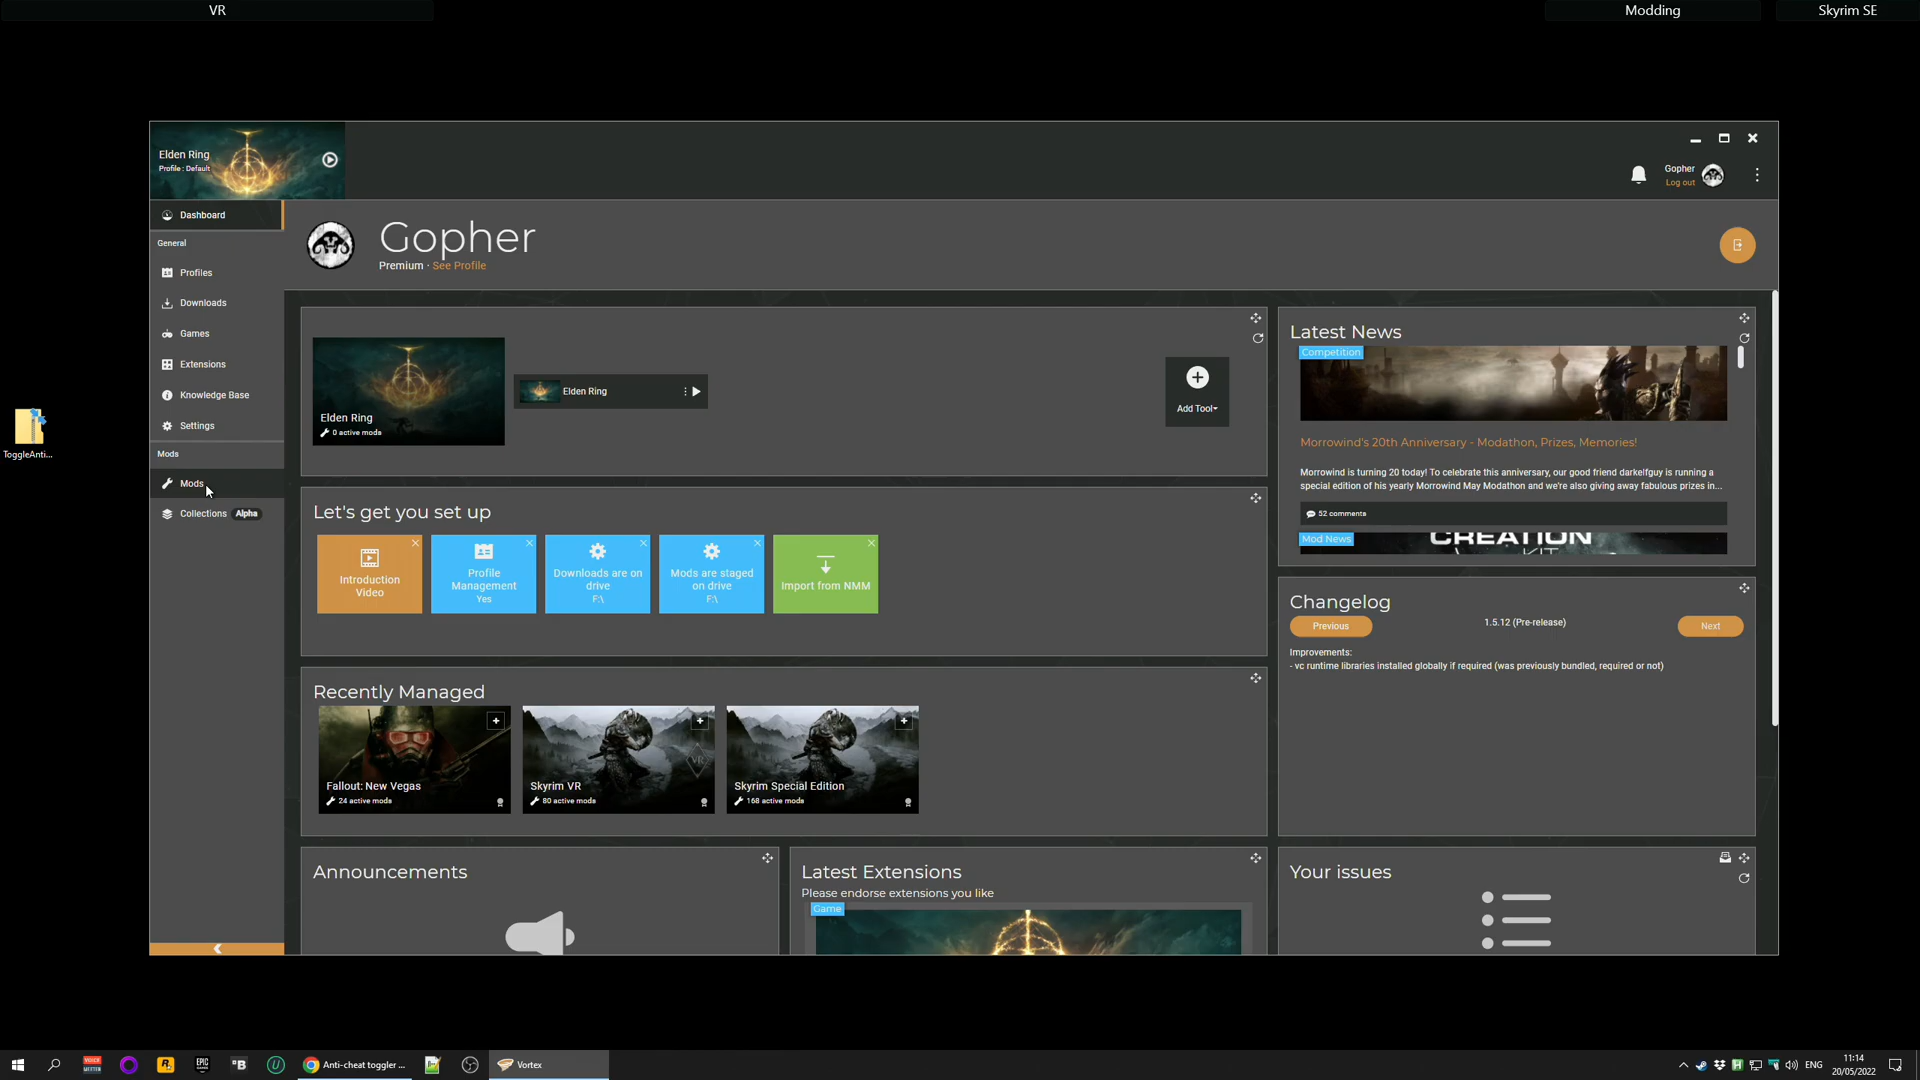 VR
Modding
Skyrim SE
Elden Ring
Profile : Default
Gopher
Log out
Dashboard
General
Profiles
Downloads
Games
Extensions
Knowledge Base
Settings
Mods
Mods
Collections Alpha
ToggleAnti...
Gopher
Premium · See Profile
Elden Ring
0 active mods
Elden Ring
Add Tool
Let's get you set up
Introduction
Video
Profile
Management
Yes
Downloads are on
drive
F:\
Mods are staged
on drive
F:\
Import from NMM
Recently Managed
Fallout: New Vegas
24 active mods
VR
Skyrim VR
80 active mods
Skyrim Special Edition
168 active mods
Announcements
Latest Extensions
Please endorse extensions you like
Game
Latest News
Competition
Morrowind's 20th Anniversary - Modathon, Prizes, Memories!
Morrowind is turning 20 today! To celebrate this anniversary, our good friend darkelfguy is running a
special edition of his yearly Morrowind May Modathon and we're also giving away fabulous prizes in...
52 comments
Mod News
CREATION
KIT
Changelog
Previous
1.5.12 (Pre-release)
Next
Improvements:
- vc runtime libraries installed globally if required (was previously bundled, required or not)
Your issues
VOICE
MEETER
EPIC
GAMES
Anti-cheat toggler ...
Vortex
ENG
11:14
20/05/2022